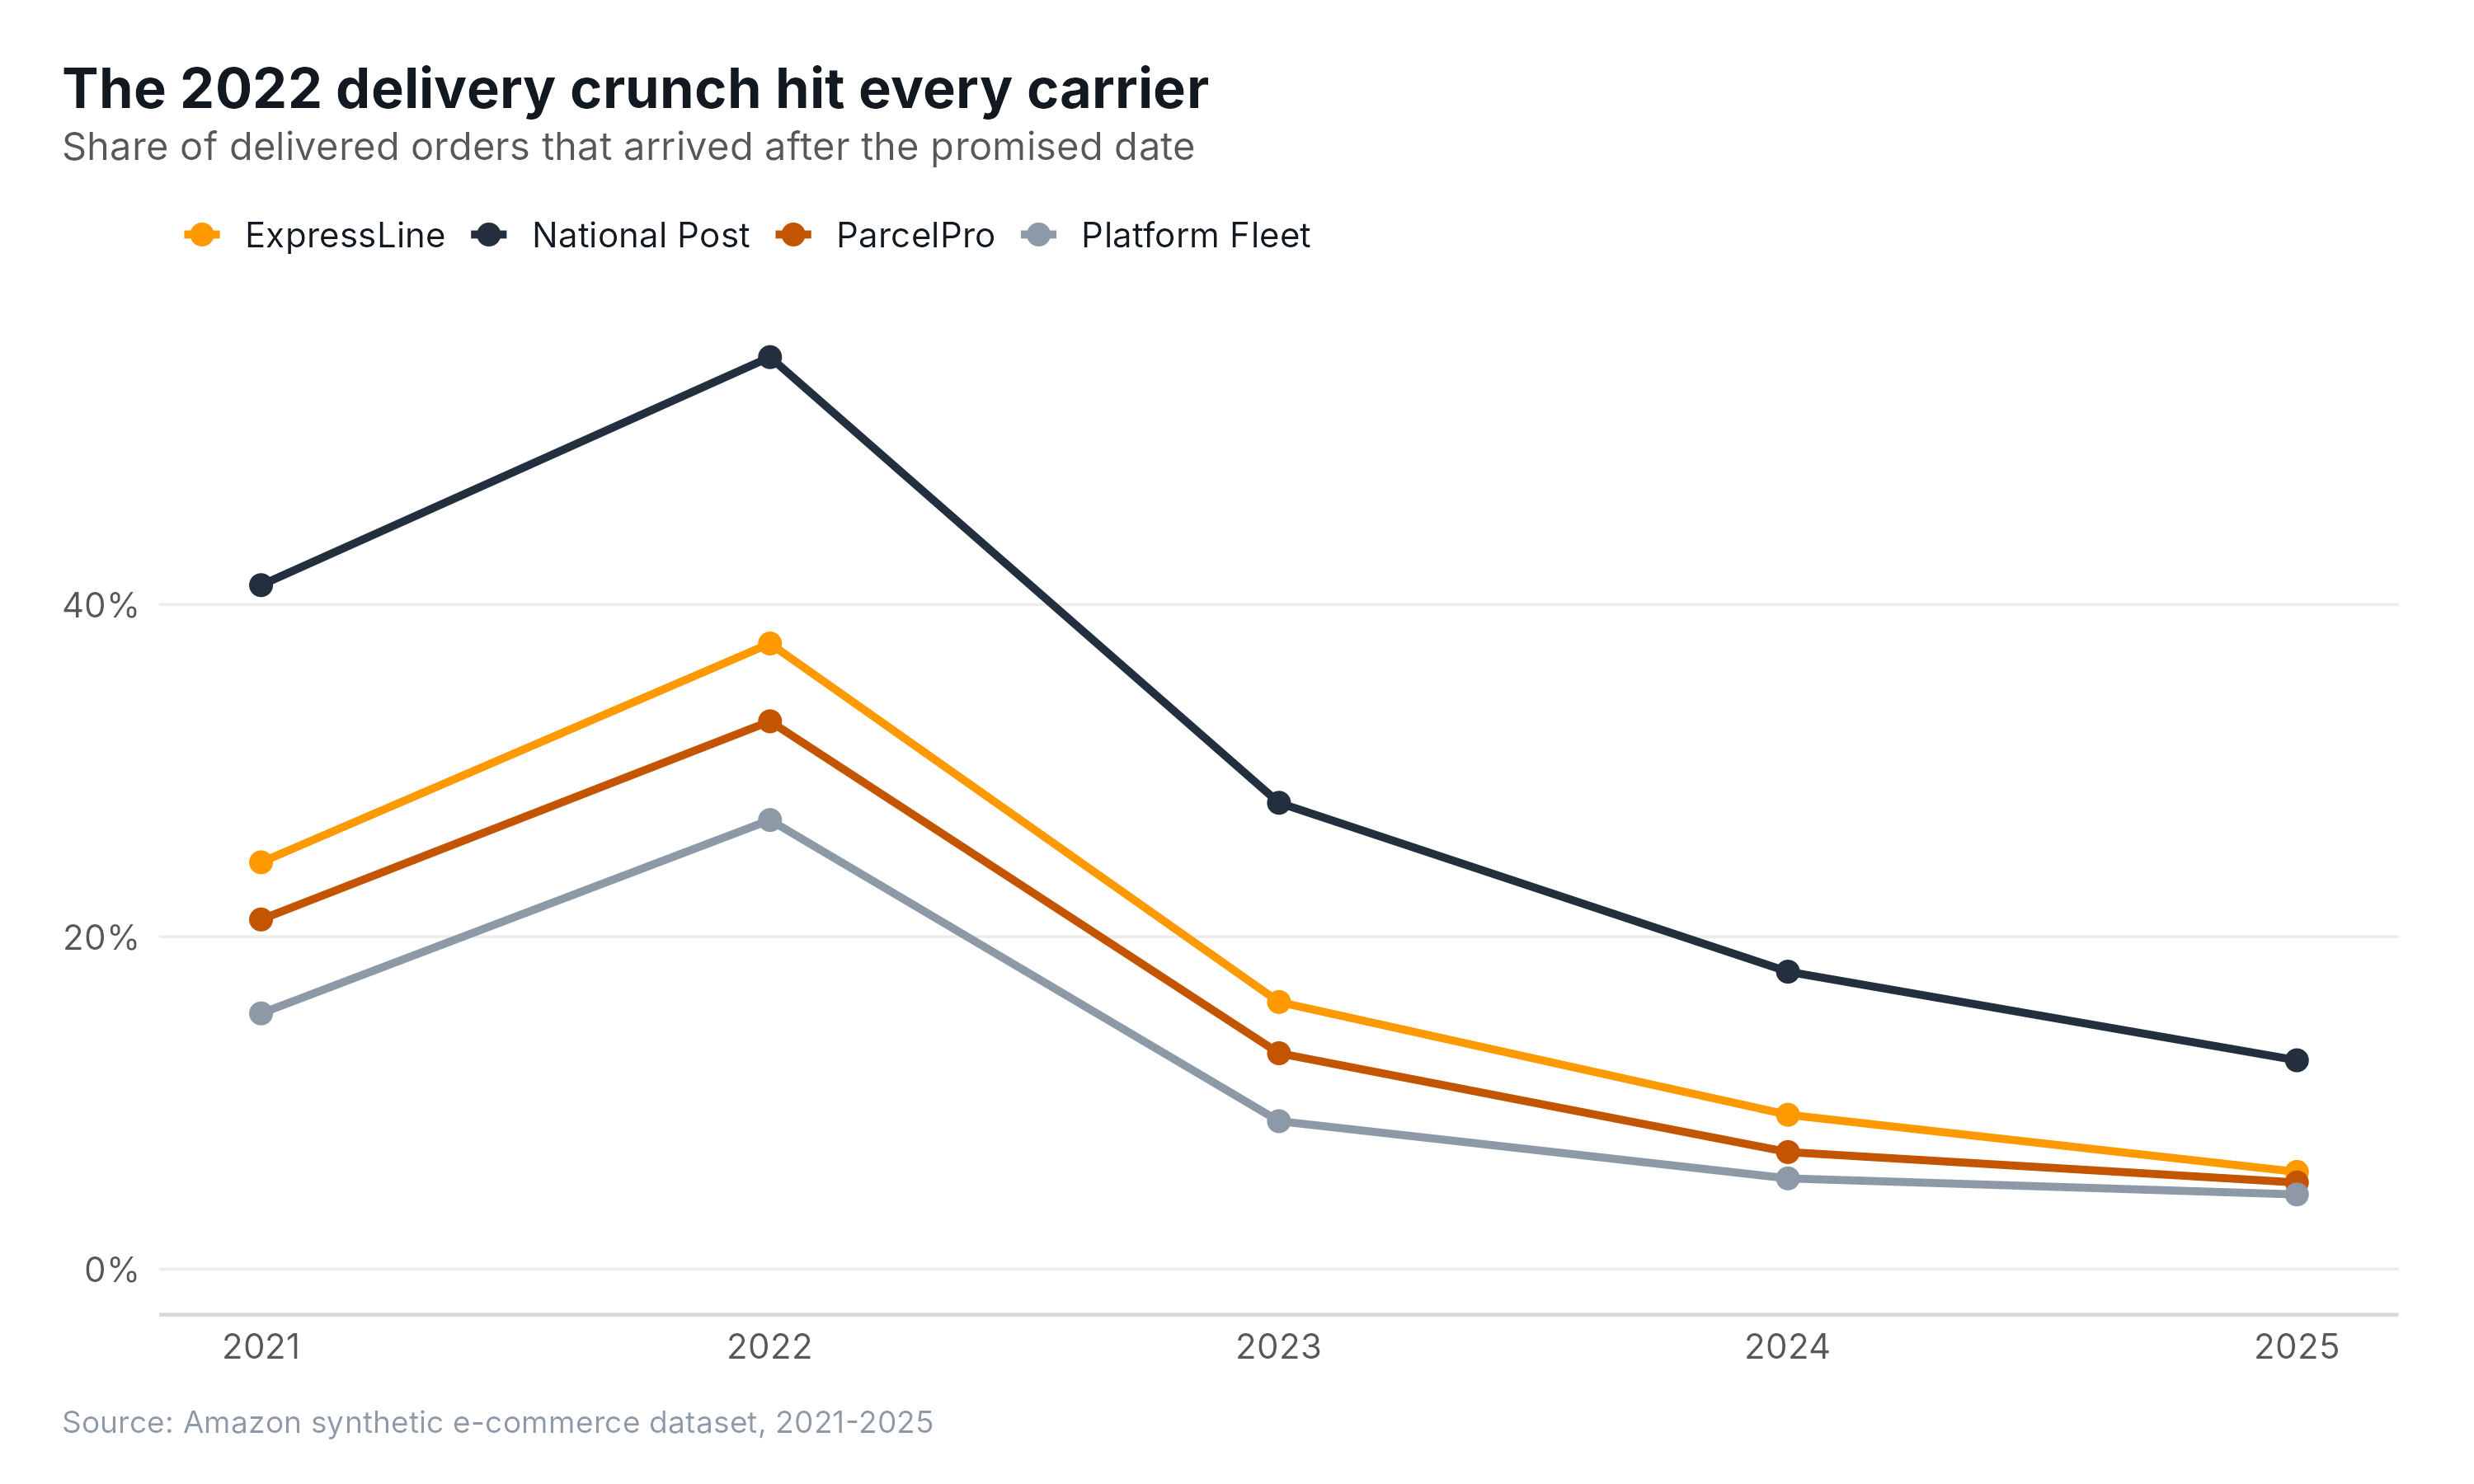 The 2022 delivery crunch hit every carrier
Share of delivered orders that arrived after the promised date
ExpressLine National Post ParcelPro Platform Fleet
40%
20%
0%
2021 2022 2023 2024 2025
Source: Amazon synthetic e-commerce dataset, 2021-2025